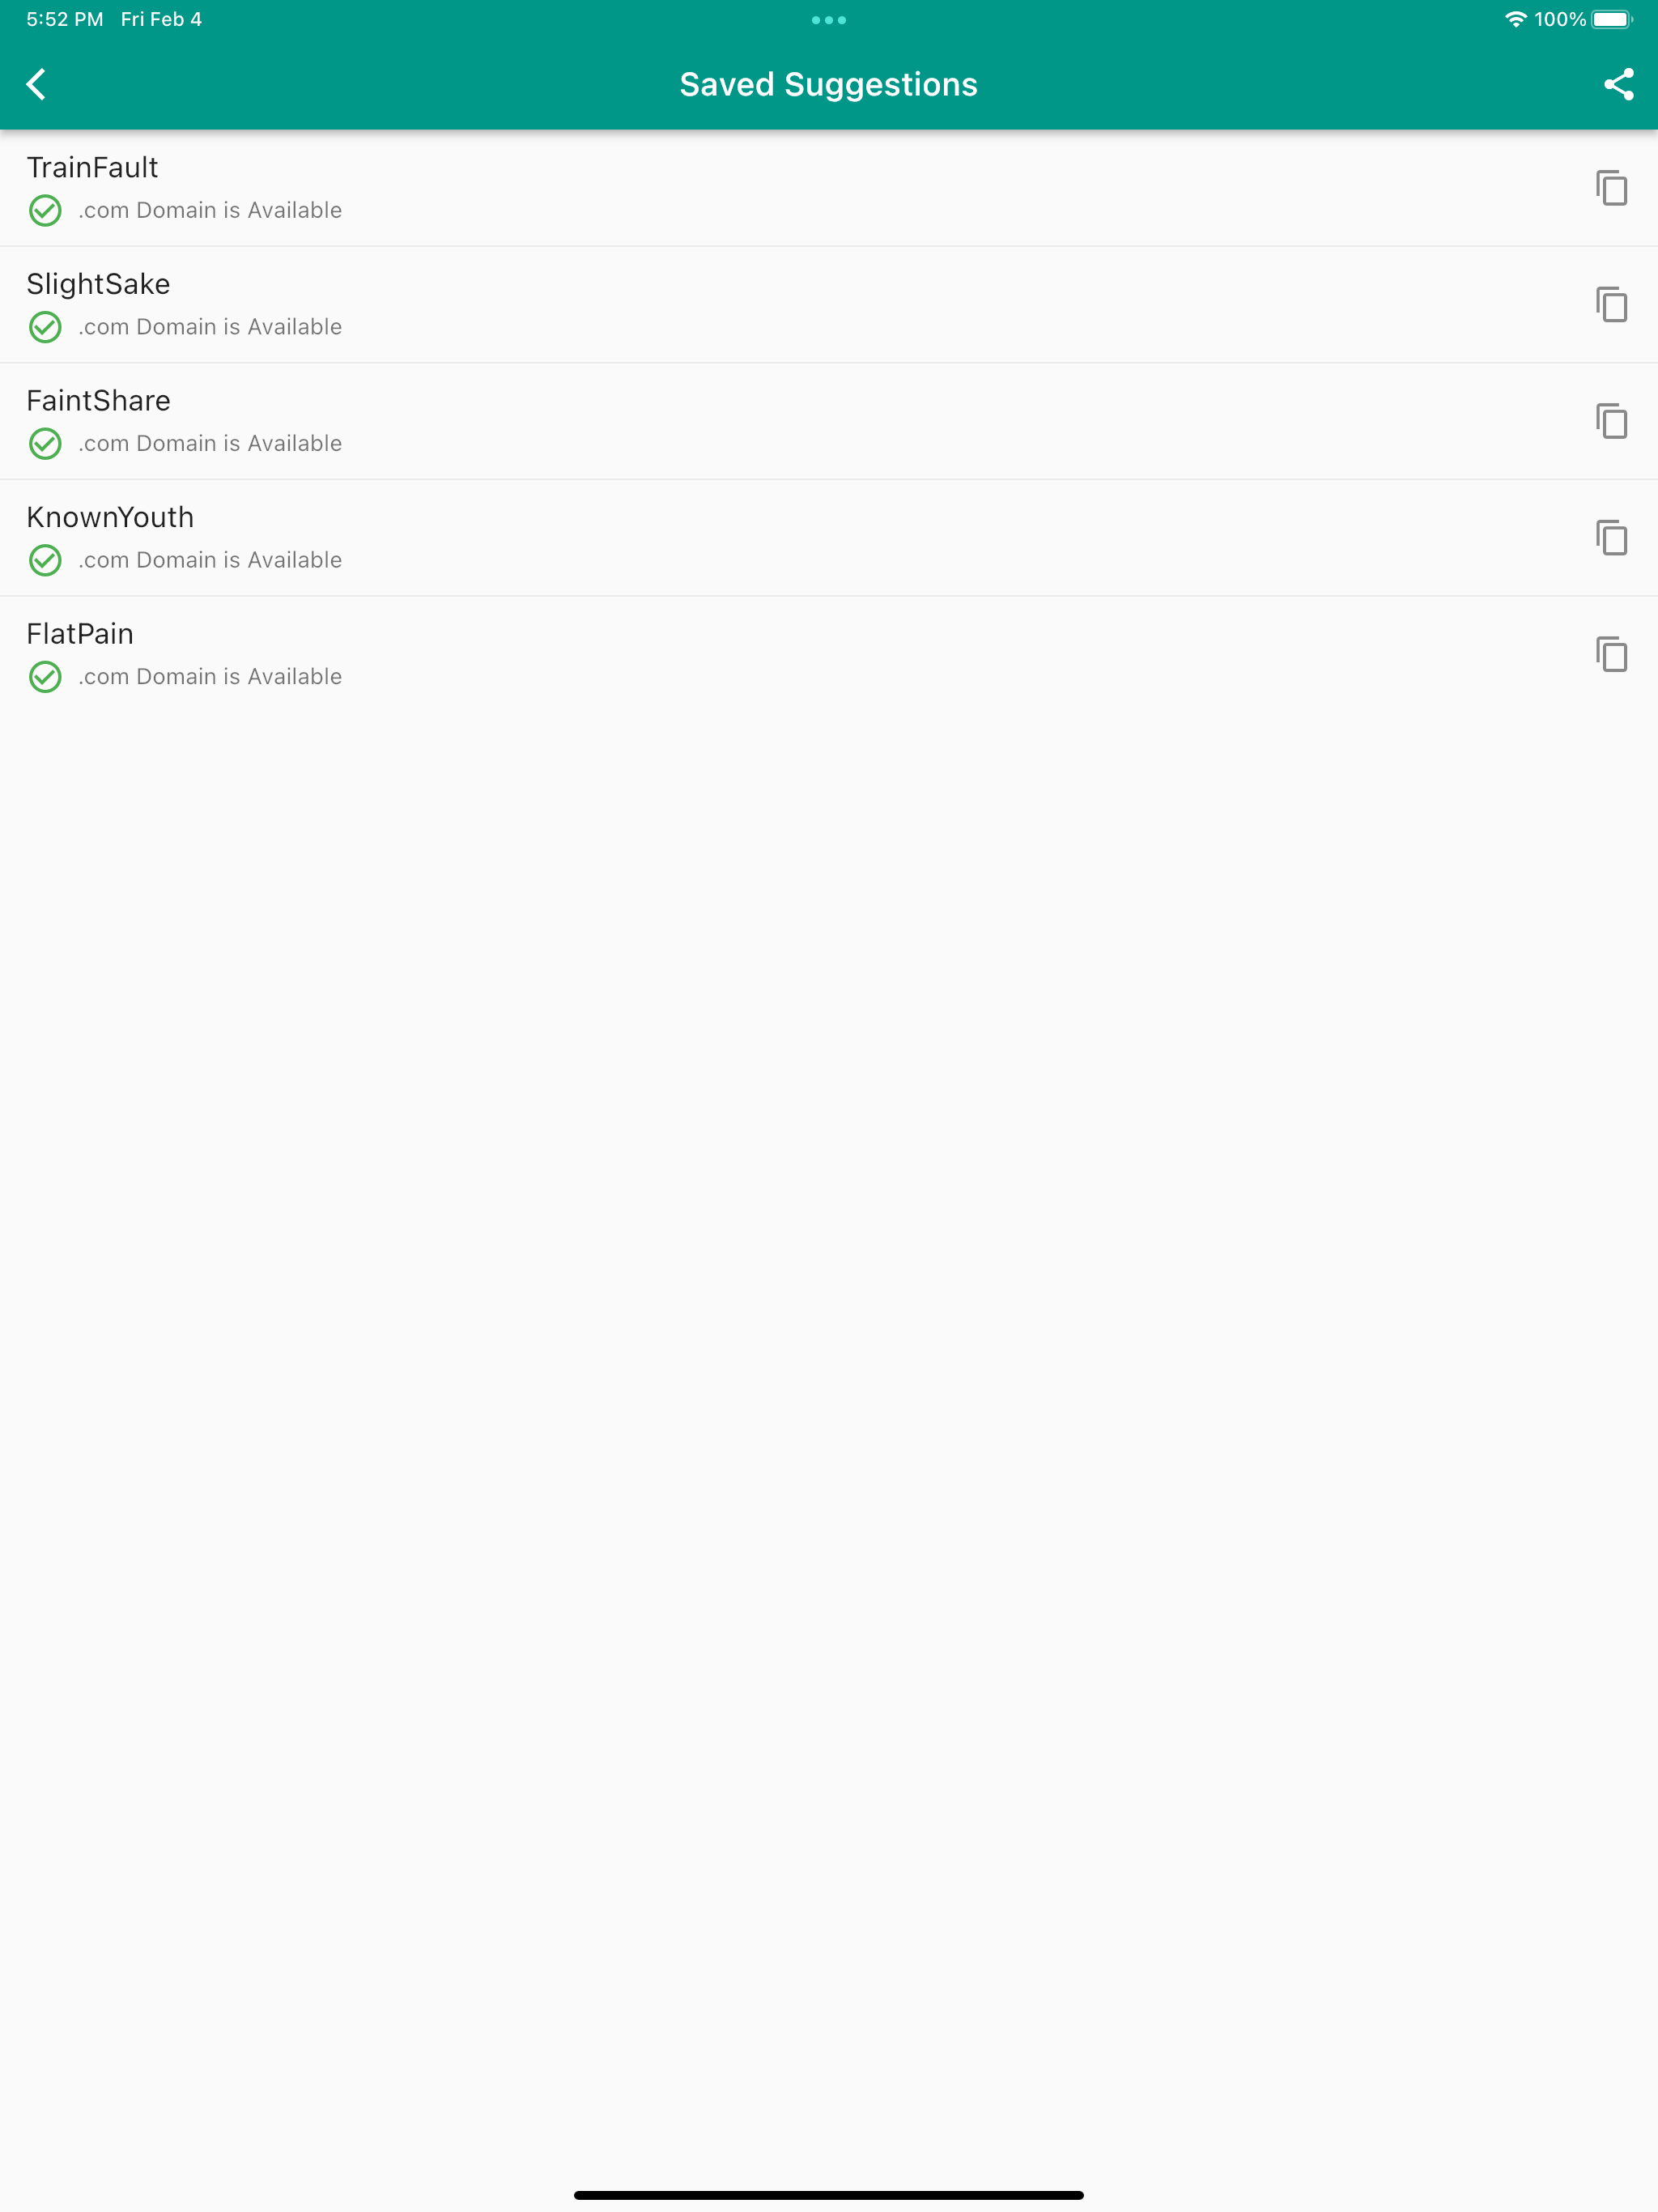 5:52 PM Fri Feb 4 100%
Saved Suggestions
TrainFault
.com Domain is Available
SlightSake
.com Domain is Available
FaintShare
.com Domain is Available
KnownYouth
.com Domain is Available
FlatPain
.com Domain is Available